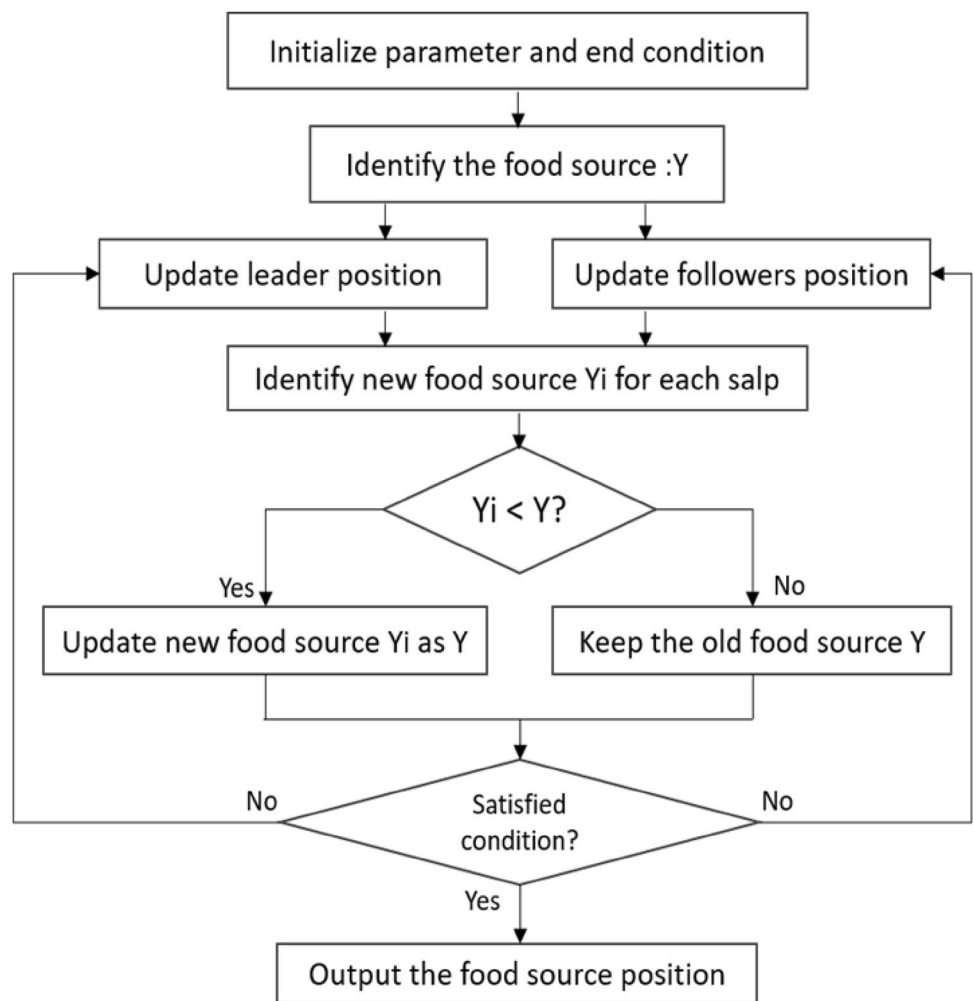 Initialize parameter and end condition
Identify the food source :Y
Update leader position
Update followers position
Identify new food source Yi for each salp
Yi < Y?
Yes
No
Update new food source Yi as Y
Keep the old food source Y
No
Satisfied
condition?
No
Yes
Output the food source position